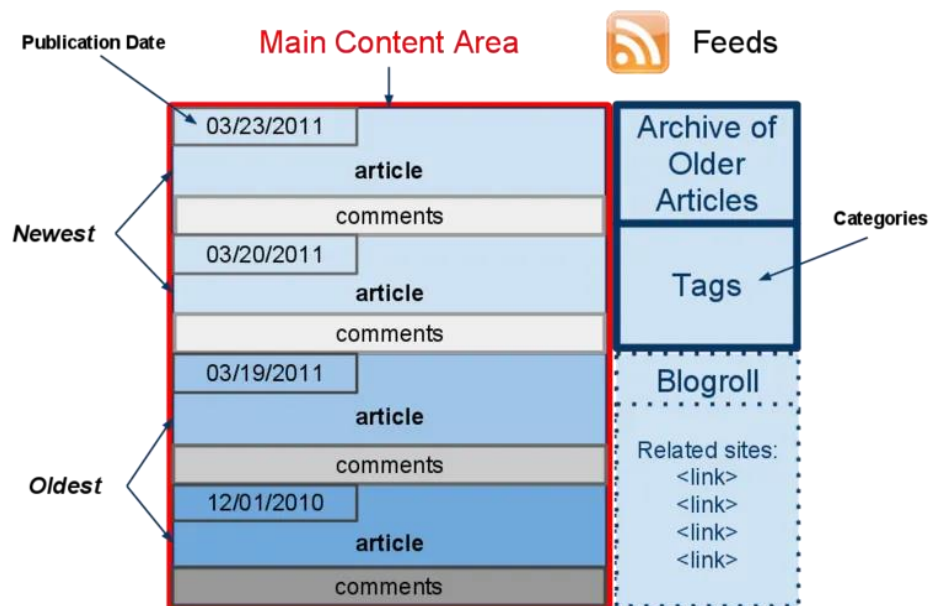 Publication Date
Main Content Area
Feeds
03/23/2011
article
comments
03/20/2011
article
comments
03/19/2011
article
comments
12/01/2010
article
comments
Newest
Oldest
Archive of
Older
Articles
Categories
Tags
Blogroll
Related sites:
<link>
<link>
<link>
<link>